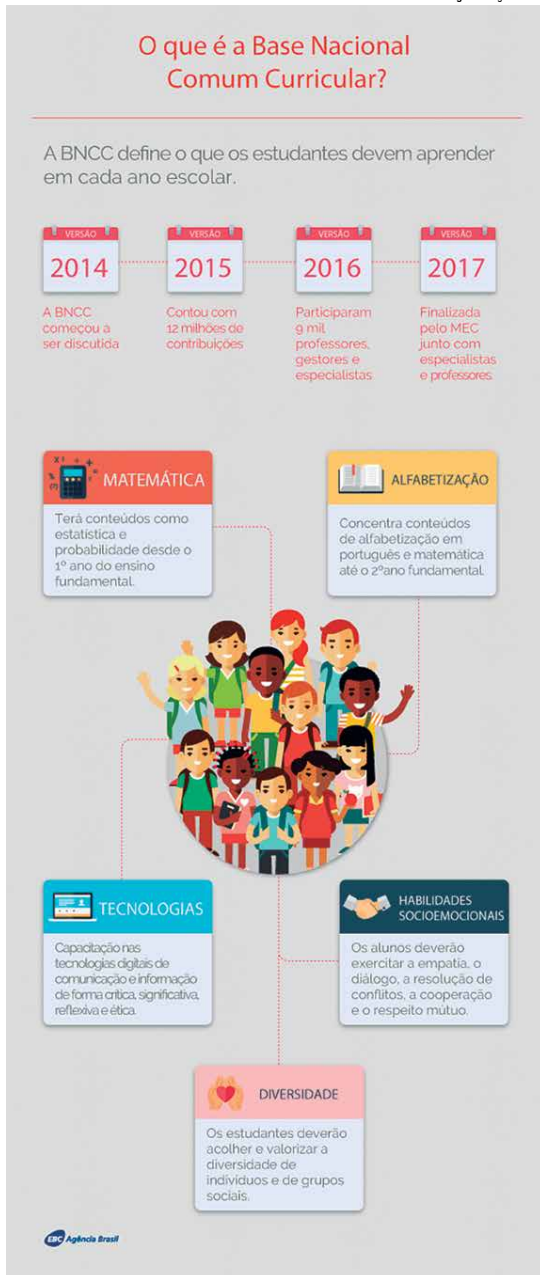 O que é a Base Nacional
Comum Curricular?
A BNCC define o que os estudantes devem aprender
em cada ano escolar.
VERSÃO
2014
A BNCC
começou a
ser discutida
VERSÃO
2015
Contou com
12 milhões de
contribuições
VERSÃO
2016
Participaram
9 mil
professores,
gestores e
especialistas
VERSÃO
2017
Finalizada
pelo MEC
junto com
especialistas
e professores
MATEMÁTICA
Terá conteúdos como
estatística e
probabilidade desde o
1º ano do ensino
fundamental.
ALFABETIZAÇÃO
Concentra conteúdos
de alfabetização em
português e matemática
até o 2ºano fundamental
TECNOLOGIAS
Capacitação nas
tecnologias digitais de
comunicação e informação
de forma crítica, significativa,
reflexiva e ética.
HABILIDADES
SOCIOEMOCIONAIS
Os alunos deverão
exercitar a empatia, o
diálogo, a resolução de
conflitos, a cooperação
e o respeito mútuo.
DIVERSIDADE
Os estudantes deverão
acolher e valorizar a
diversidade de
indivíduos e de grupos
sociais.
EBC Agência Brasil